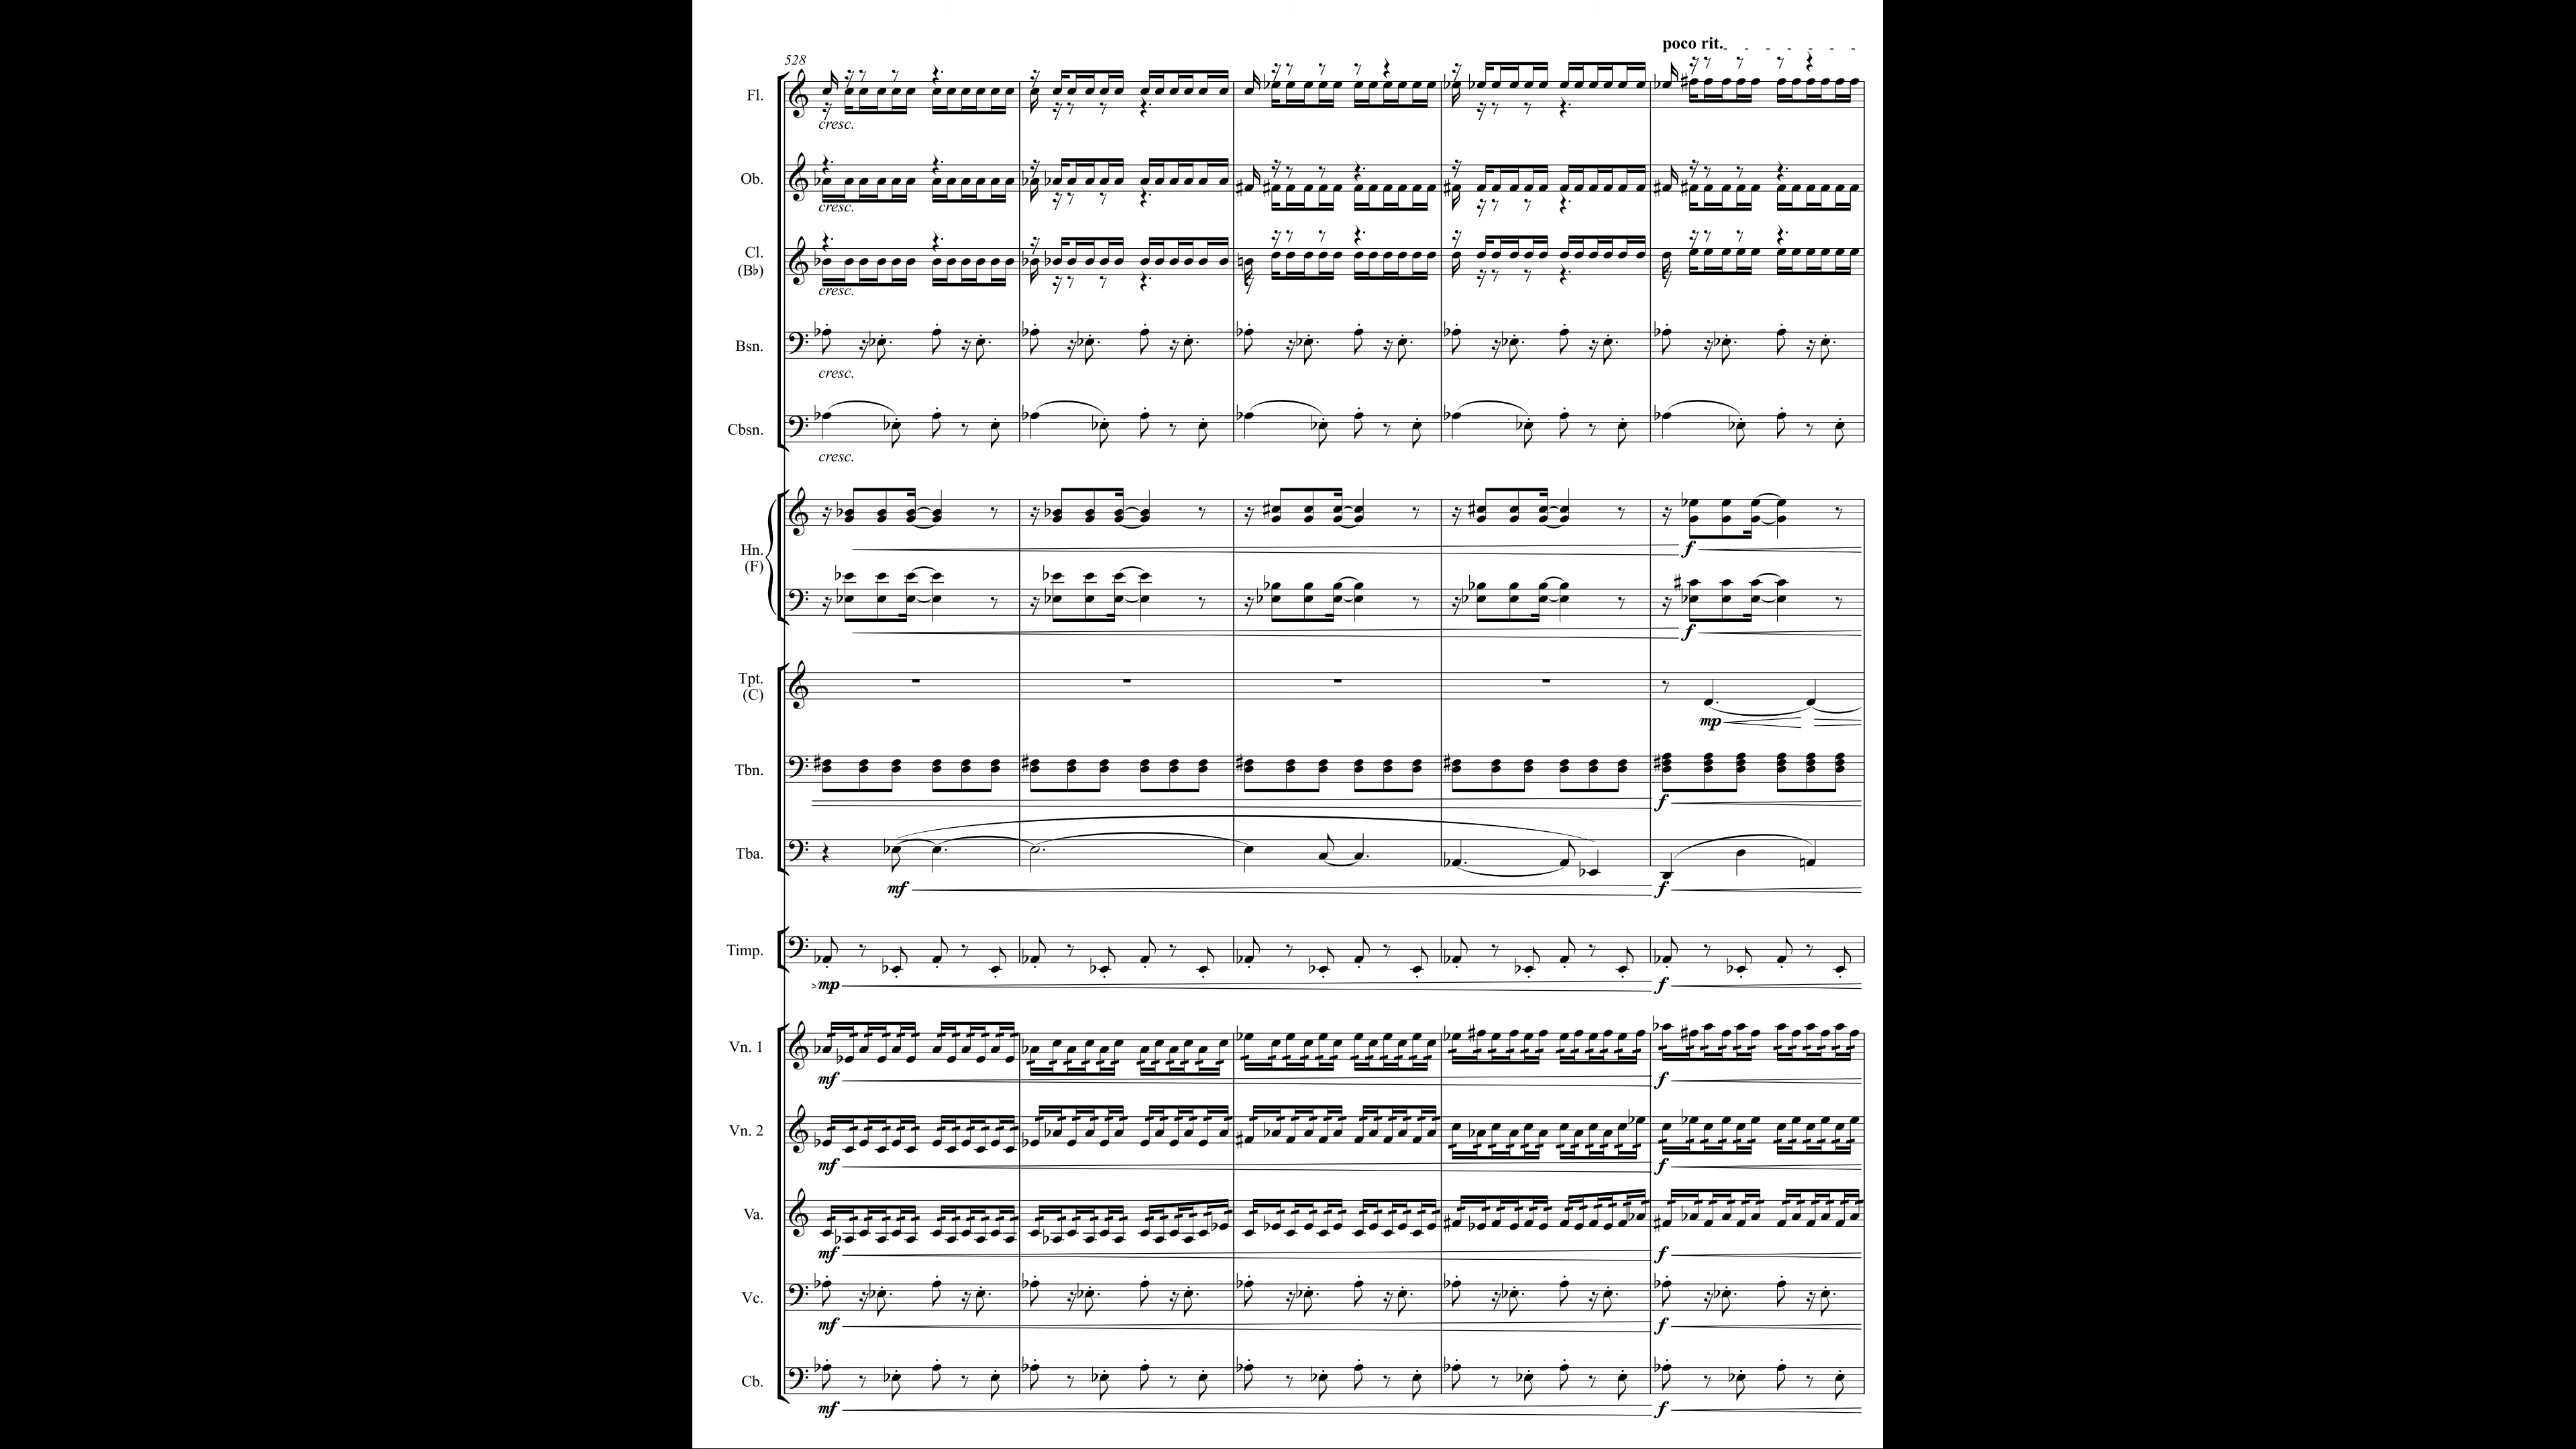 poco rit.
528
Fl.
cresc.
Ob.
cresc.
Cl.
(B♭)
cresc.
Bsn.
cresc.
Cbsn.
cresc.
Hn.
(F)
f
f
Tpt.
(C)
mp
Tbn.
f
Tba.
mf f
Timp.
mp f
Vn. 1
mf f
Vn. 2
mf f
Va.
mf f
Vc.
mf f
Cb.
mf f